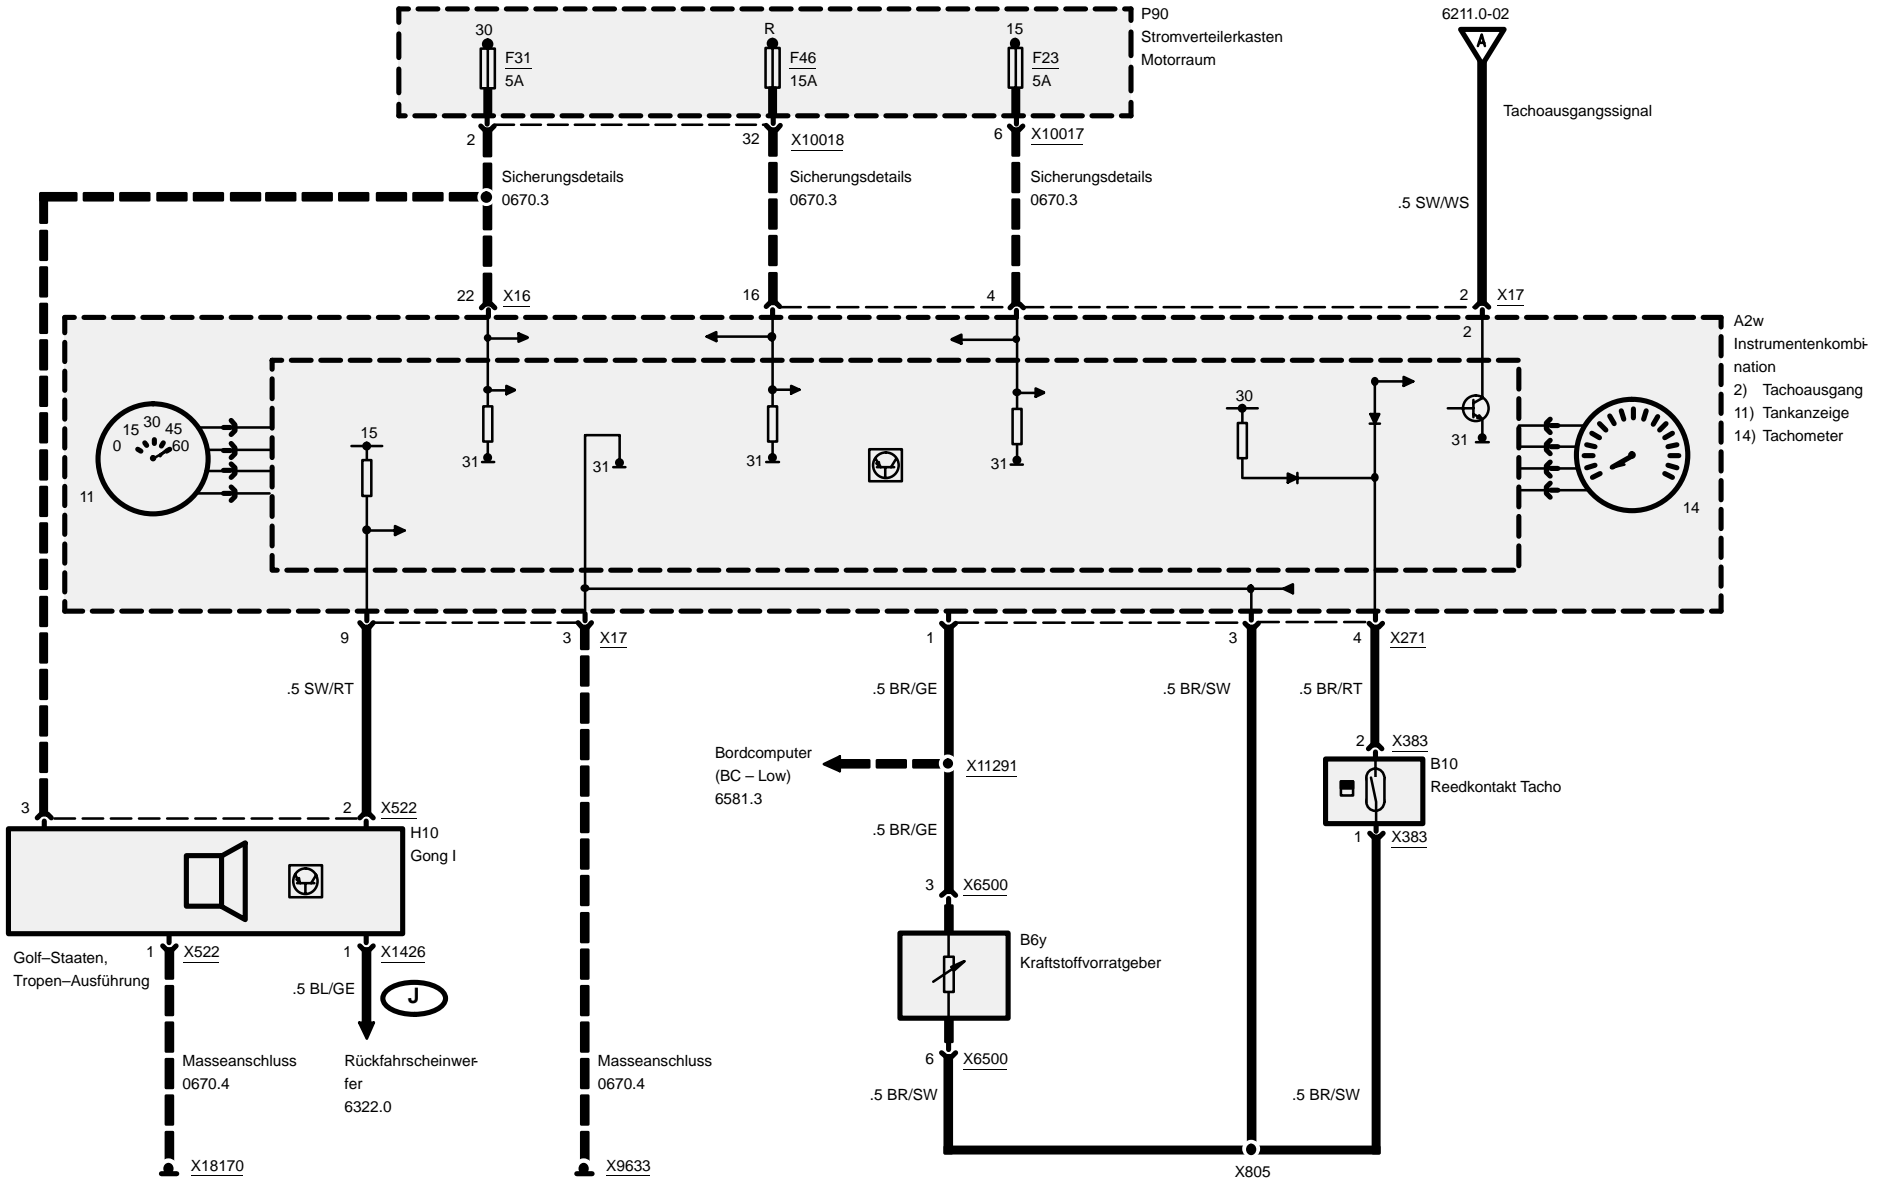 P90
6211.0-02
30
R
15
Stromverteilerkasten
A
F31
F46
F23
Motorraum
5A
15A
5A
Tachoausgangssignal
2
32
X10018
6
X10017
Sicherungsdetails
Sicherungsdetails
Sicherungsdetails
0670.3
0670.3
0670.3
.5 SW/WS
22
X16
16
4
2
X17
2
A2w
Instrumentenkombi-
nation
2) Tachoausgang
11) Tankanzeige
14) Tachometer
0
15
30
45
60
11
15
31
31
31
31
30
31
14
9
3
X17
1
3
4
X271
.5 SW/RT
.5 BR/GE
.5 BR/SW
.5 BR/RT
Bordcomputer
(BC – Low)
6581.3
X11291
2
X383
B10
Reedkontakt Tacho
3
2
X522
H10
Gong I
.5 BR/GE
1
X383
3
X6500
B6y
Kraftstoffvorratgeber
Golf–Staaten,
Tropen–Ausführung
1
X522
1
X1426
.5 BL/GE
J
Masseanschluss
0670.4
Rückfahrscheinwer-
fer
6322.0
Masseanschluss
0670.4
6
X6500
.5 BR/SW
.5 BR/SW
X18170
X9633
X805